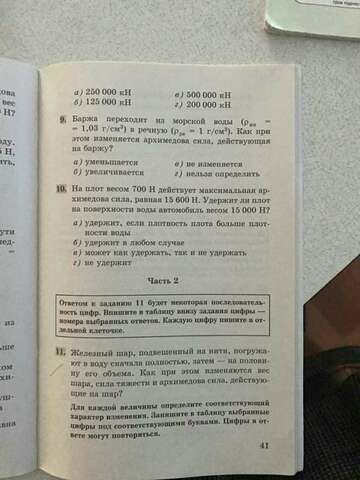 а) 250 000 кН в) 500 000 кН
б) 125 000 кН г) 200 000 кН
9. Баржа переходит из морской воды (ρмв =
= 1,03 г/см³) в речную (ρрв = 1 г/см³). Как при
этом изменяется архимедова сила, действующая
на баржу?
а) уменьшается в) не изменяется
б) увеличивается г) нельзя определить
10. На плот весом 700 Н действует максимальная ар-
химедова сила, равная 15 600 Н. Удержит ли плот
на поверхности воды автомобиль весом 15 000 Н?
а) удержит, если плотность плота больше плот-
ности воды
б) удержит в любом случае
в) может как удержать, так и не удержать
г) не удержит
Часть 2
Ответом к заданию 11 будет некоторая последователь-
ность цифр. Впишите в таблицу внизу задания цифры —
номера выбранных ответов. Каждую цифру пишите в от-
дельной клеточке.
11. Железный шар, подвешенный на нити, погружа-
ют в воду сначала полностью, затем — на полови-
ну его объема. Как при этом изменяются вес
шара, сила тяжести и архимедова сила, действую-
щие на шар?
Для каждой величины определите соответствующий
характер изменения. Запишите в таблицу выбранные
цифры под соответствующими буквами. Цифры в от-
вете могут повторяться.
41